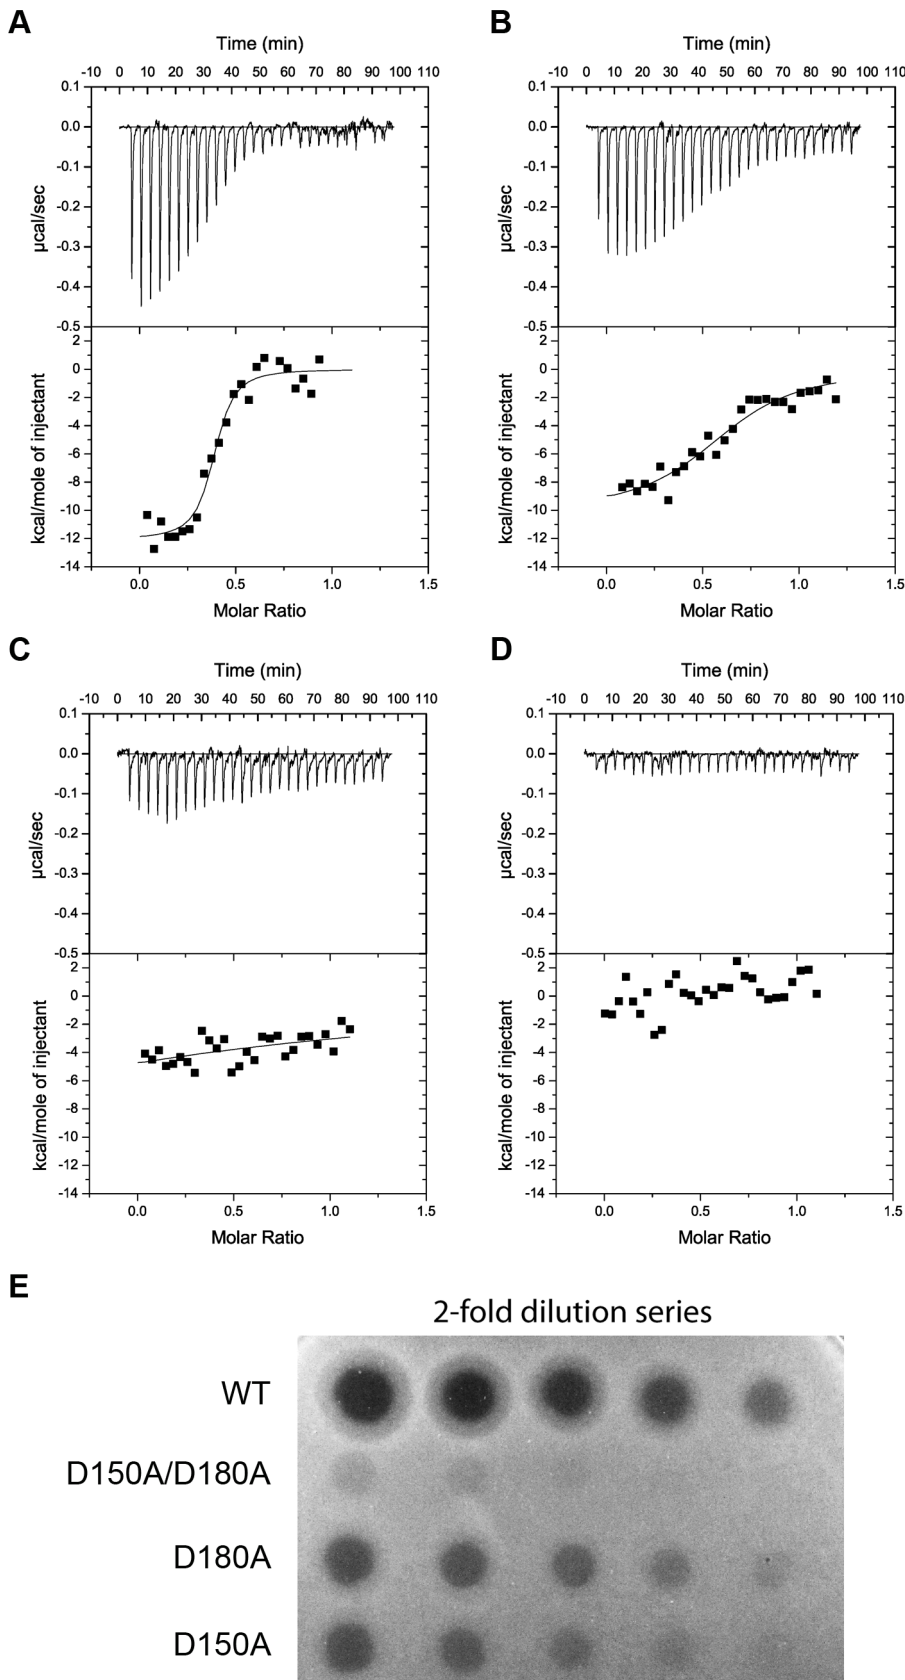 A
Time (min)
-10 0 10 20 30 40 50 60 70 80 90 100 110
0.1
0.0
-0.1
-0.2
-0.3
-0.4
-0.5
µcal/sec
2
0
-2
-4
-6
-8
-10
-12
-14
kcal/mole of injectant
0.0 0.5 1.0 1.5
Molar Ratio
B
Time (min)
-10 0 10 20 30 40 50 60 70 80 90 100 110
0.1
0.0
-0.1
-0.2
-0.3
-0.4
-0.5
µcal/sec
2
0
-2
-4
-6
-8
-10
-12
-14
kcal/mole of injectant
0.0 0.5 1.0 1.5
Molar Ratio
C
Time (min)
-10 0 10 20 30 40 50 60 70 80 90 100 110
0.1
0.0
-0.1
-0.2
-0.3
-0.4
-0.5
µcal/sec
2
0
-2
-4
-6
-8
-10
-12
-14
kcal/mole of injectant
0.0 0.5 1.0 1.5
Molar Ratio
D
Time (min)
-10 0 10 20 30 40 50 60 70 80 90 100 110
0.1
0.0
-0.1
-0.2
-0.3
-0.4
-0.5
µcal/sec
2
0
-2
-4
-6
-8
-10
-12
-14
kcal/mole of injectant
0.0 0.5 1.0 1.5
Molar Ratio
E
2-fold dilution series
WT
D150A/D180A
D180A
D150A